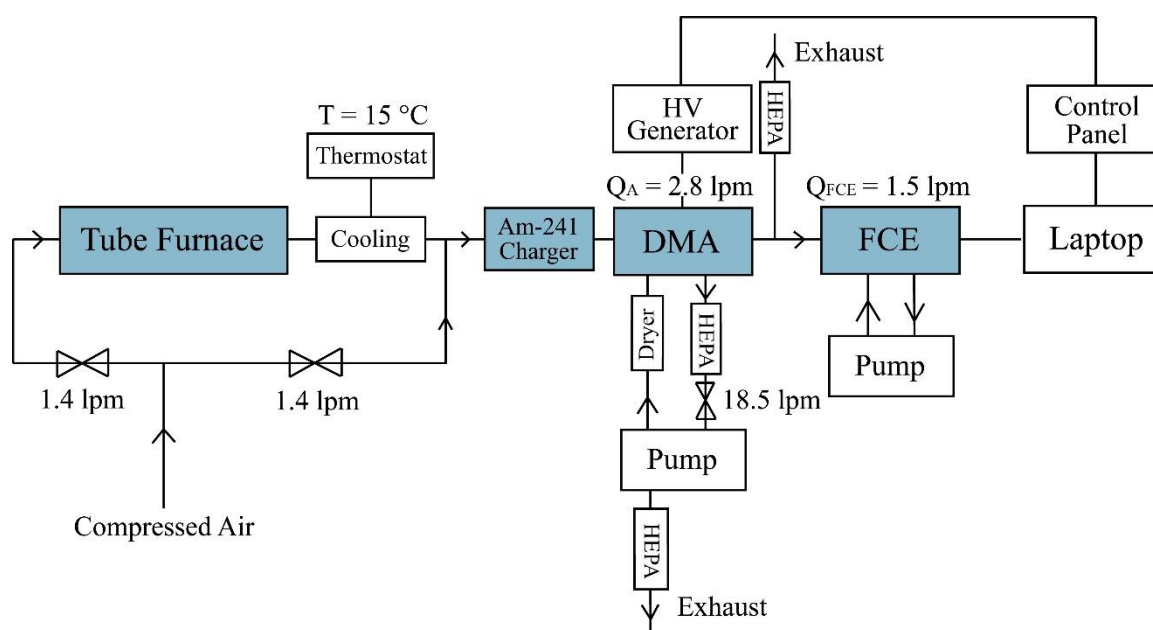 Exhaust
HEPA
HV
Generator
Control
Panel
T = 15 °C
Thermostat
QA = 2.8 lpm
QFCE = 1.5 lpm
Tube Furnace
Cooling
Am-241
Charger
DMA
FCE
Laptop
Dryer
HEPA
Pump
1.4 lpm
1.4 lpm
18.5 lpm
Pump
Compressed Air
HEPA
Exhaust